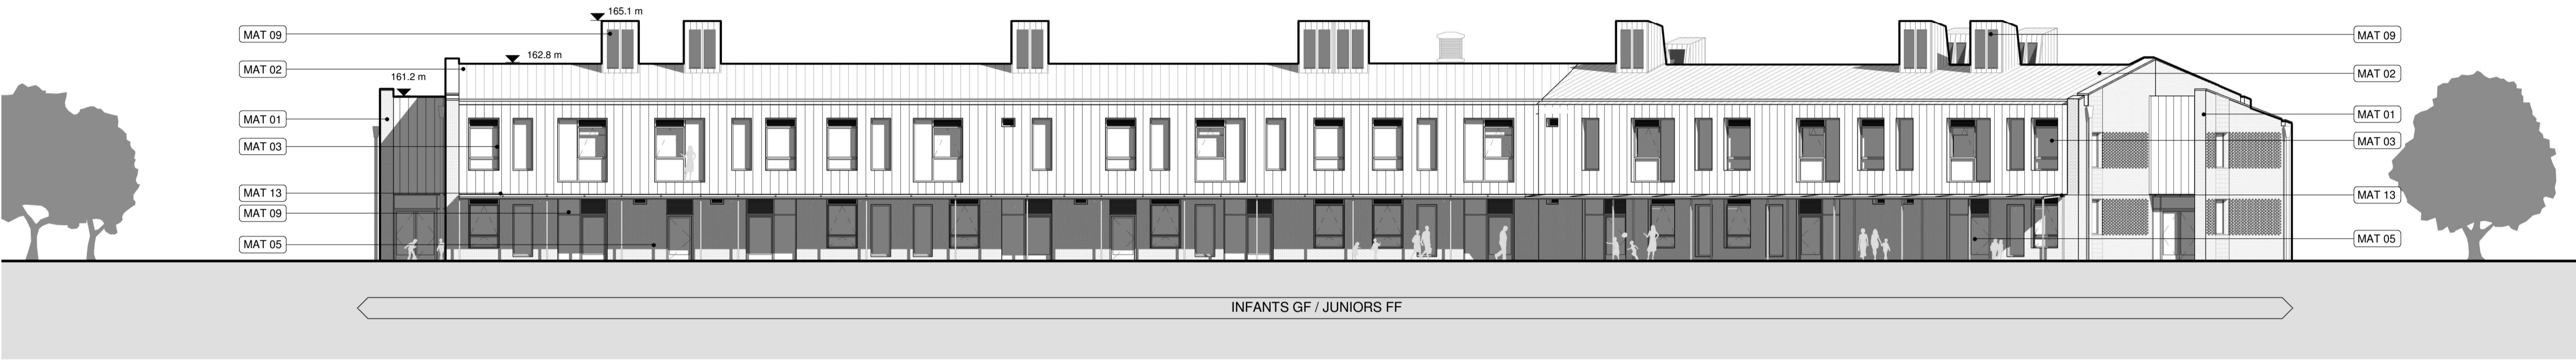 165.1 m
162.8 m
161.2 m
MAT 09
MAT 02
MAT 01
MAT 03
MAT 13
MAT 09
MAT 05
MAT 09
MAT 02
MAT 01
MAT 03
MAT 13
MAT 05
INFANTS GF / JUNIORS FF